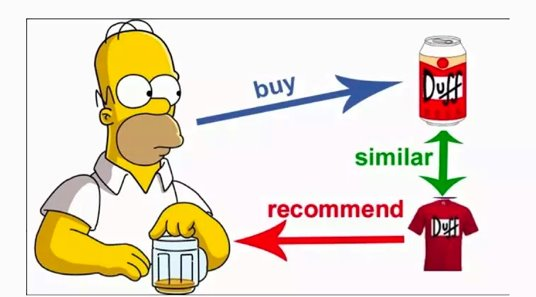 buy
Duff
similar
recommend
Duff